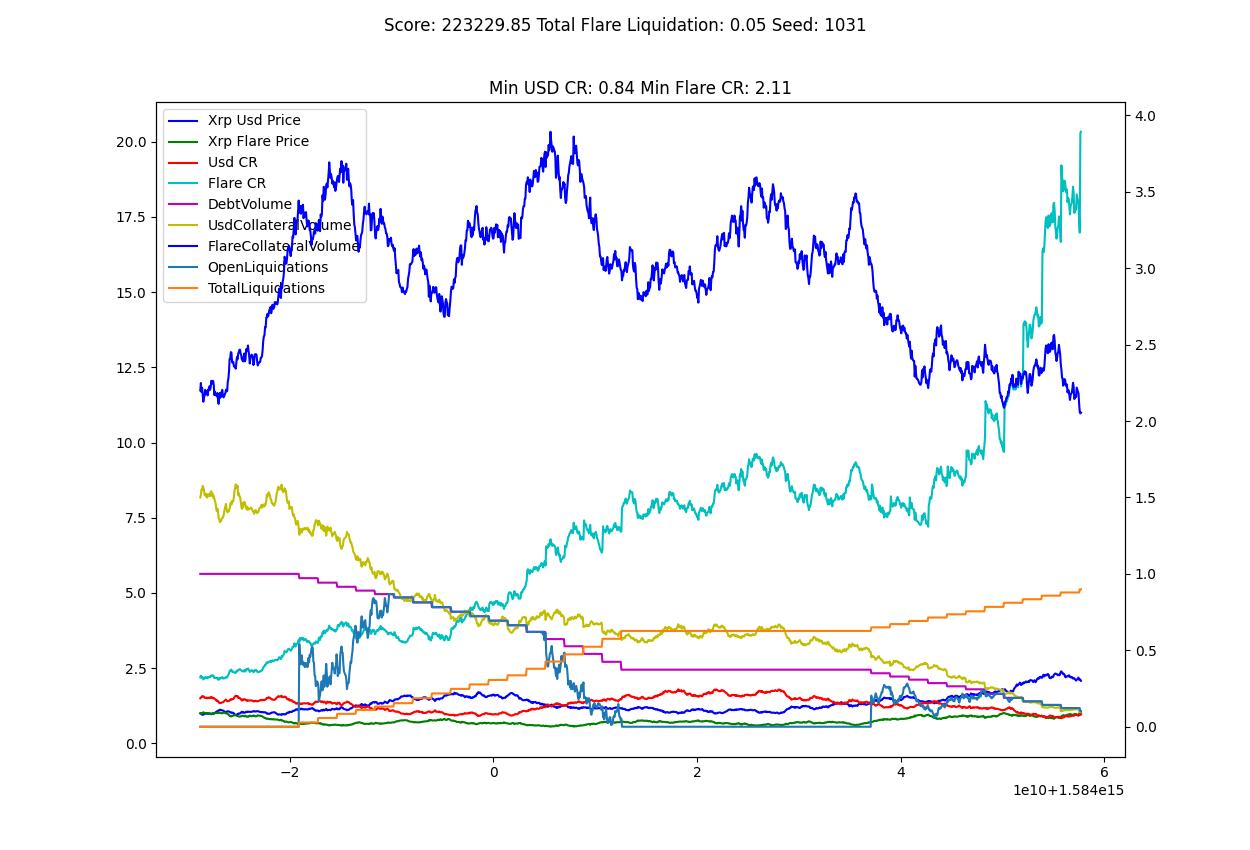 Score: 223229.85 Total Flare Liquidation: 0.05 Seed: 1031
Min USD CR: 0.84 Min Flare CR: 2.11
Xrp Usd Price
Xrp Flare Price
Usd CR
Flare CR
DebtVolume
UsdCollateralVolume
FlareCollateralVolume
OpenLiquidations
TotalLiquidations
20.0
17.5
15.0
12.5
10.0
7.5
5.0
2.5
0.0
4.0
3.5
3.0
2.5
2.0
1.5
1.0
0.5
0.0
−2 0 2 4 6
1e10+1.584e15